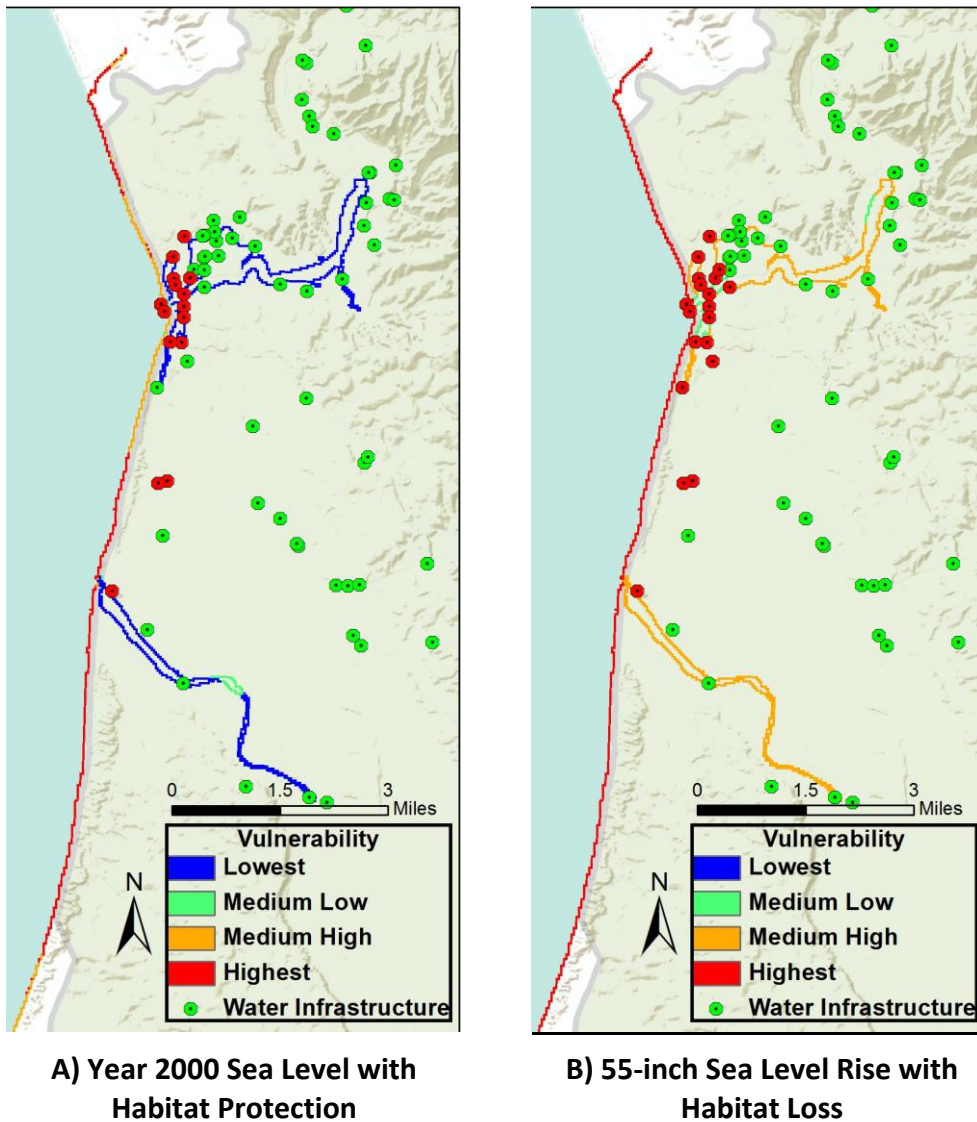 0 1.5 3
Miles
Vulnerability
Lowest
Medium Low
Medium High
Highest
Water Infrastructure
N
A) Year 2000 Sea Level with
Habitat Protection
0 1.5 3
Miles
Vulnerability
Lowest
Medium Low
Medium High
Highest
Water Infrastructure
N
B) 55-inch Sea Level Rise with
Habitat Loss